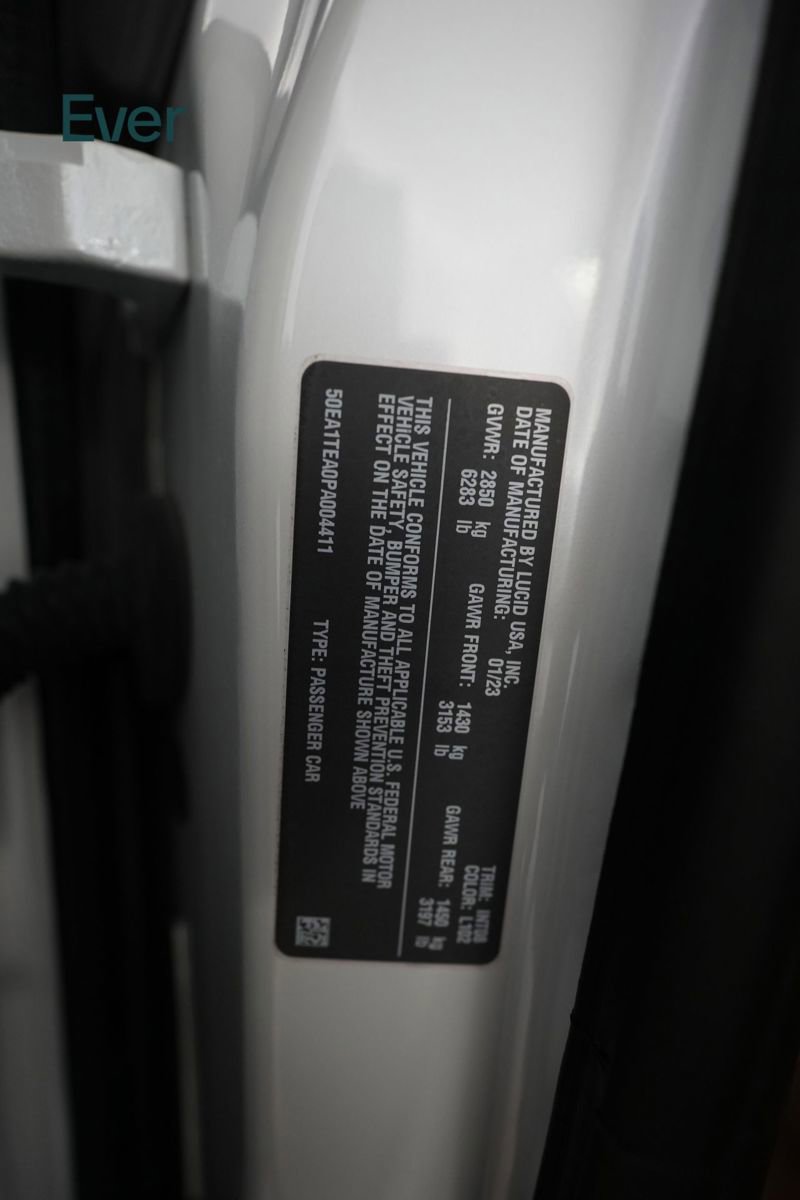 Ever
MANUFACTURED BY LUCID USA, INC.
DATE OF MANUFACTURING: 01/23
TRIM: INT08
COLOR: L102
GVWR: 2850 kg GAWR FRONT: 1430 kg GAWR REAR: 1450 kg
6283 lb 3153 lb 3197 lb
THIS VEHICLE CONFORMS TO ALL APPLICABLE U.S. FEDERAL MOTOR
VEHICLE SAFETY, BUMPER AND THEFT PREVENTION STANDARDS IN
EFFECT ON THE DATE OF MANUFACTURE SHOWN ABOVE
50EA1TEA0PA004411 TYPE: PASSENGER CAR